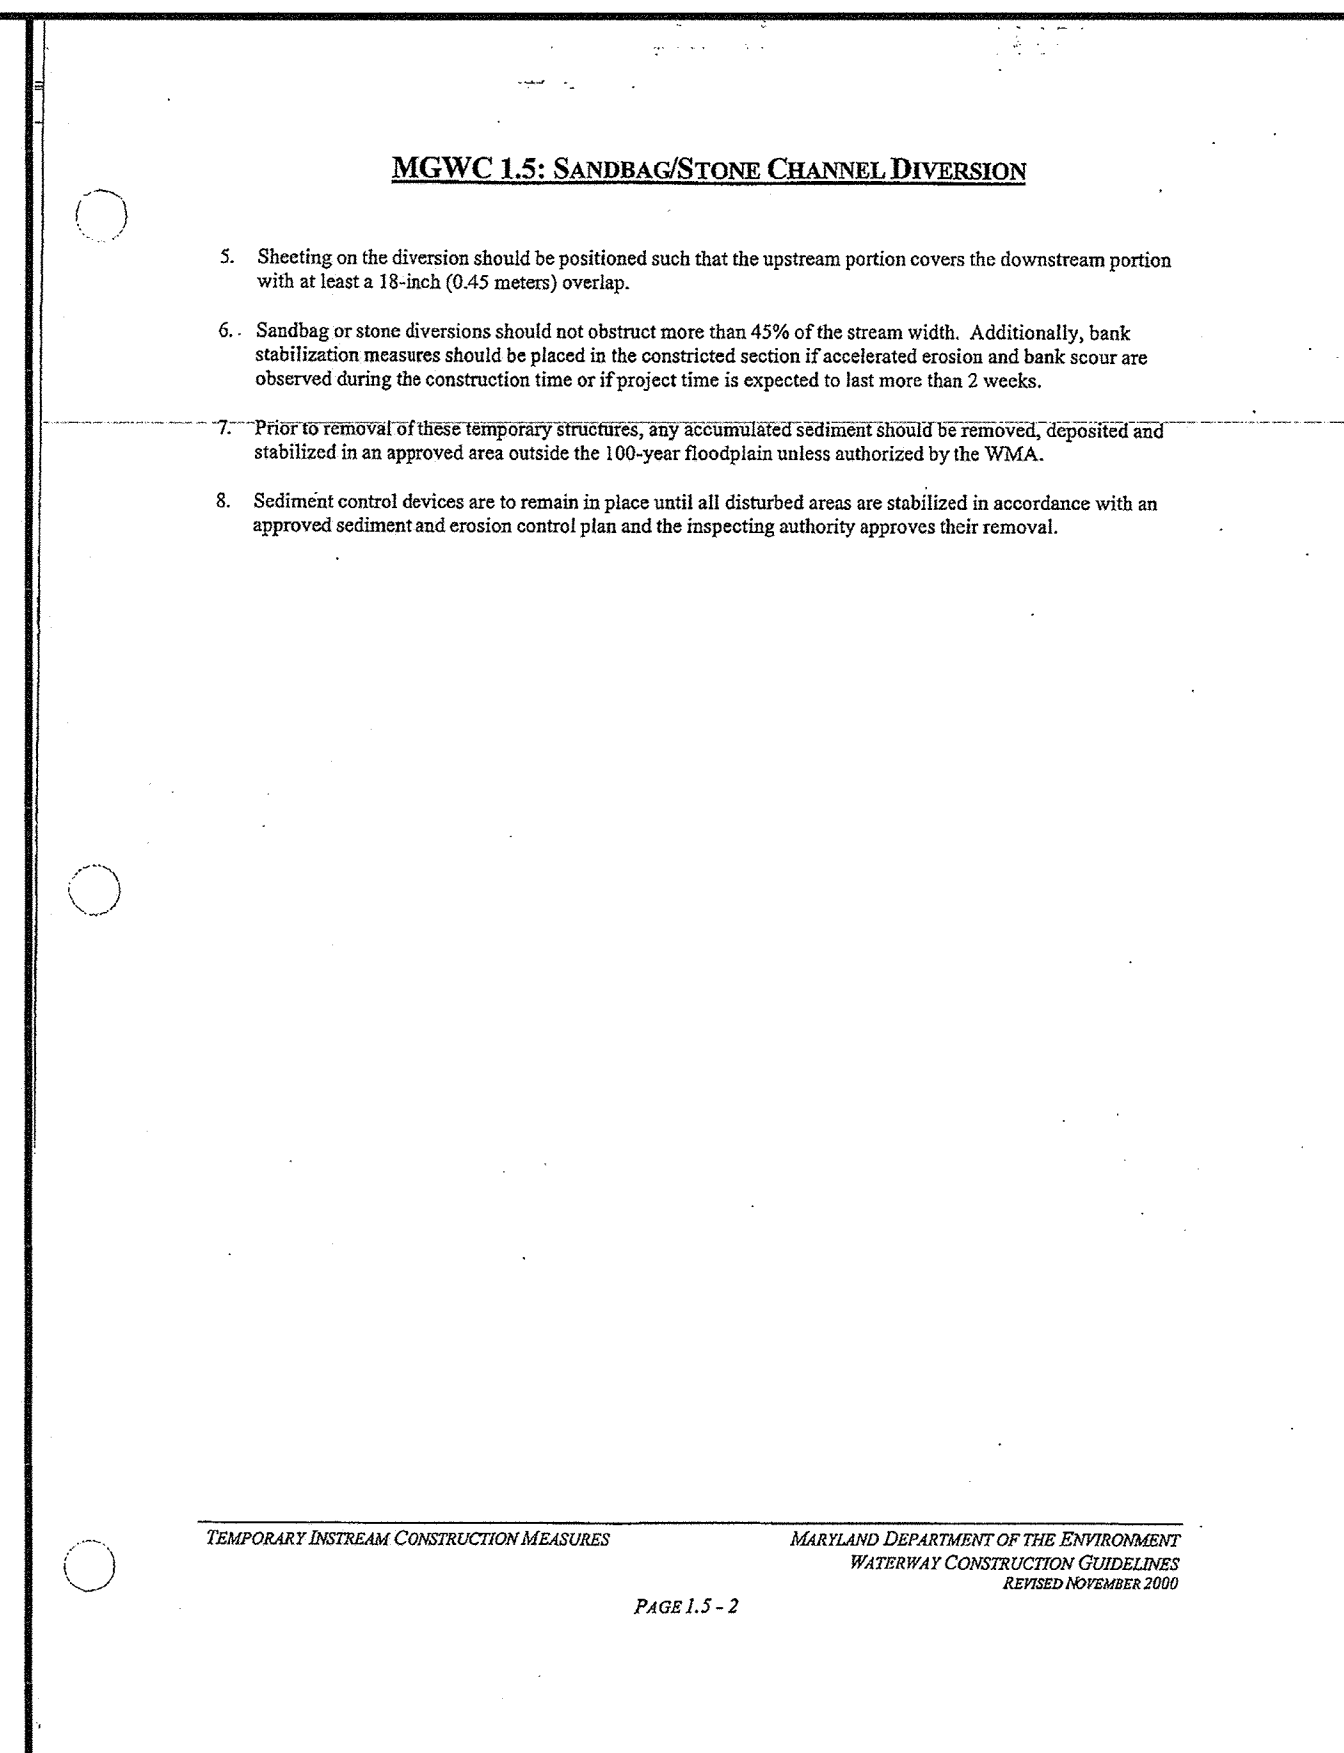 MGWC 1.5: SANDBAG/STONE CHANNEL DIVERSION
5. Sheeting on the diversion should be positioned such that the upstream portion covers the downstream portion
with at least a 18-inch (0.45 meters) overlap.
6. Sandbag or stone diversions should not obstruct more than 45% of the stream width. Additionally, bank
stabilization measures should be placed in the constricted section if accelerated erosion and bank scour are
observed during the construction time or if project time is expected to last more than 2 weeks.
7. Prior to removal of these temporary structures, any accumulated sediment should be removed, deposited and
stabilized in an approved area outside the 100-year floodplain unless authorized by the WMA.
8. Sediment control devices are to remain in place until all disturbed areas are stabilized in accordance with an
approved sediment and erosion control plan and the inspecting authority approves their removal.
TEMPORARY INSTREAM CONSTRUCTION MEASURES
MARYLAND DEPARTMENT OF THE ENVIRONMENT
WATERWAY CONSTRUCTION GUIDELINES
REVISED NOVEMBER 2000
PAGE 1.5 - 2